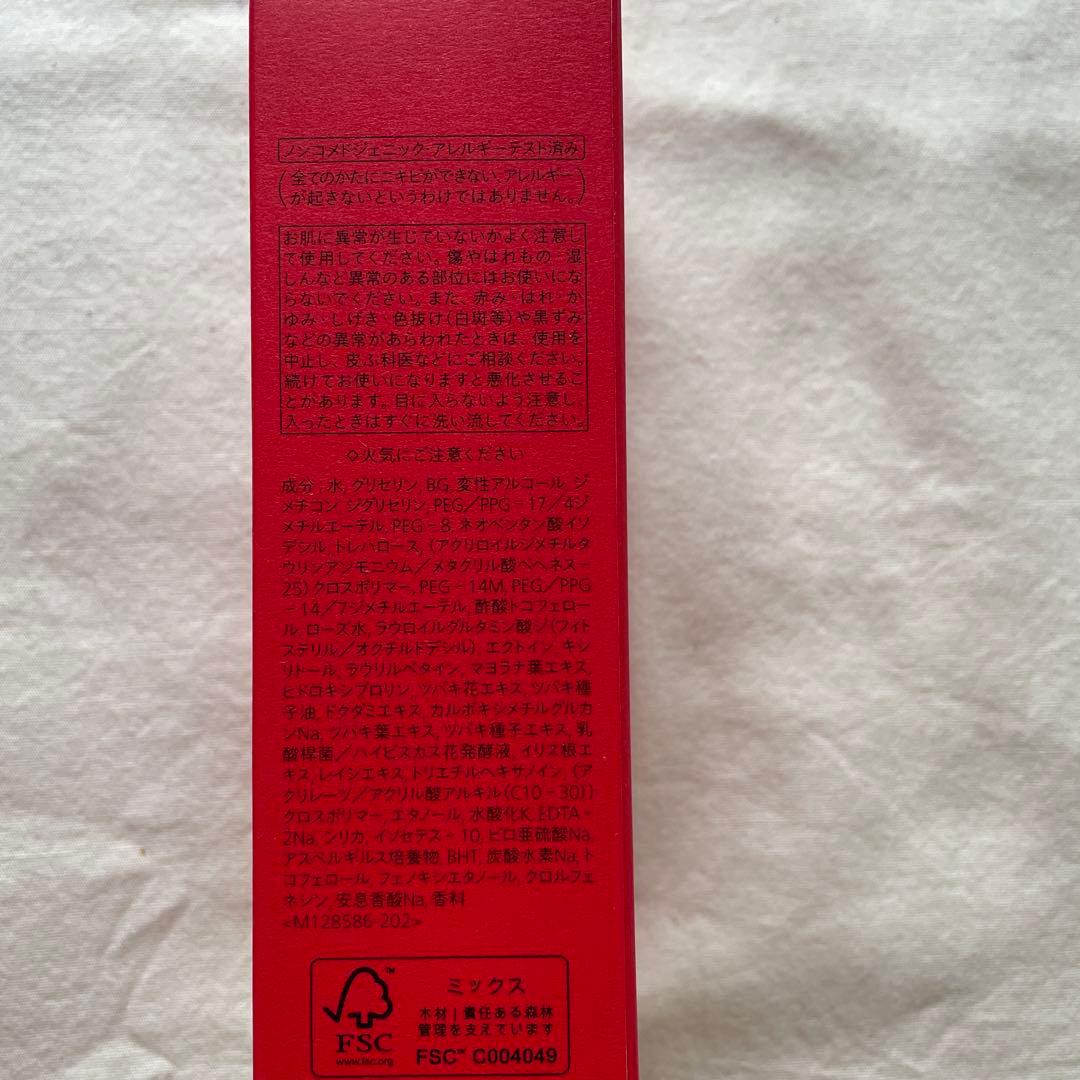 ノンコメドジェニック・アレルギーテスト済み
(全てのかたにニキビができない、アレルギー
が起きないというわけではありません。)
お肌に異常が生じていないかよく注意し
て使用してください。傷やはれもの・湿
しんなど異常のある部位にはお使いにな
らないでください。また、赤み・はれ・か
ゆみ・しげき・色抜け(白斑等)や黒ずみ
などの異常があらわれたときは、使用を
中止し、皮ふ科医などにご相談ください。
続けてお使いになりますと悪化させるこ
とがあります。目に入らないよう注意し、
入ったときはすぐに洗い流してください。
◇火気にご注意ください
成分:水, グリセリン, BG, 変性アルコール, ジ
メチコン, ジグリセリン, PEG/PPG-17/4ジ
メチルエーテル, PEG-8, ネオペンタン酸イソ
デシル, トレハロース, (アクリロイルジメチルタ
ウリンアンモニウム/メタクリル酸ベヘネス-
25)クロスポリマー, PEG-14M, PEG/PPG
-14/7ジメチルエーテル, 酢酸トコフェロー
ル, ローズ水, ラウロイルグルタミン酸ジ(フィト
ステリル/オクチルドデシル), エクトイン, キシ
リトール, ラウリルベタイン, マヨラナ葉エキス,
ヒドロキシプロリン, ツバキ花エキス, ツバキ種
子油, ドクダミエキス, カルボキシメチルグルカ
ンNa, ツバキ葉エキス, ツバキ種子エキス, 乳
酸桿菌/ハイビスカス花発酵液, イリス根エ
キス, レイシエキス, トリエチルヘキサノイン, (ア
クリレーツ/アクリル酸アルキル(C10-30))
クロスポリマー, エタノール, 水酸化K, EDTA-
2Na, シリカ, イソセテス-10, ピロ亜硫酸Na,
アスペルギルス培養物, BHT, 炭酸水素Na, ト
コフェロール, フェノキシエタノール, クロルフェ
ネシン, 安息香酸Na, 香料
<M128586-202>
FSC™
www.fsc.org
ミックス
木材|責任ある森林
管理を支えています
FSC™ C004049